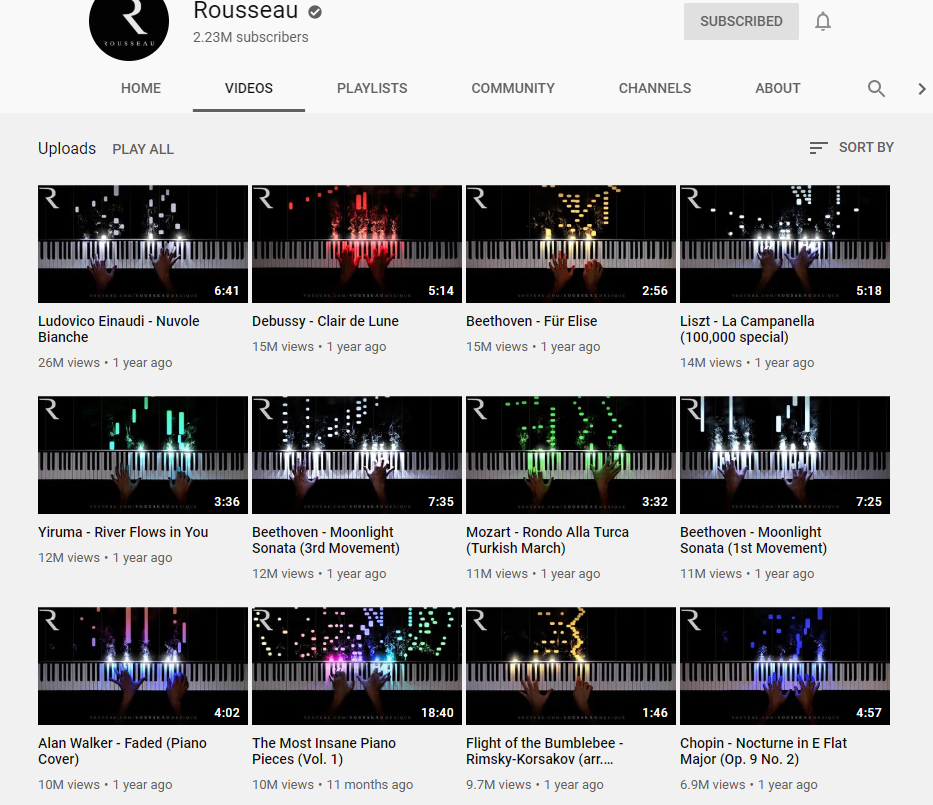 R
ROUSSEAU
Rousseau
2.23M subscribers
SUBSCRIBED
HOME VIDEOS PLAYLISTS COMMUNITY CHANNELS ABOUT
Uploads PLAY ALL SORT BY
R R R R
6:41 5:14 2:56 5:18
Ludovico Einaudi - Nuvole
Bianche
26M views • 1 year ago
Debussy - Clair de Lune
15M views • 1 year ago
Beethoven - Für Elise
15M views • 1 year ago
Liszt - La Campanella
(100,000 special)
14M views • 1 year ago
R R R R
3:36 7:35 3:32 7:25
Yiruma - River Flows in You
12M views • 1 year ago
Beethoven - Moonlight
Sonata (3rd Movement)
12M views • 1 year ago
Mozart - Rondo Alla Turca
(Turkish March)
11M views • 1 year ago
Beethoven - Moonlight
Sonata (1st Movement)
11M views • 1 year ago
R R R R
4:02 18:40 1:46 4:57
Alan Walker - Faded (Piano
Cover)
10M views • 1 year ago
The Most Insane Piano
Pieces (Vol. 1)
10M views • 11 months ago
Flight of the Bumblebee -
Rimsky-Korsakov (arr....
9.7M views • 1 year ago
Chopin - Nocturne in E Flat
Major (Op. 9 No. 2)
6.9M views • 1 year ago